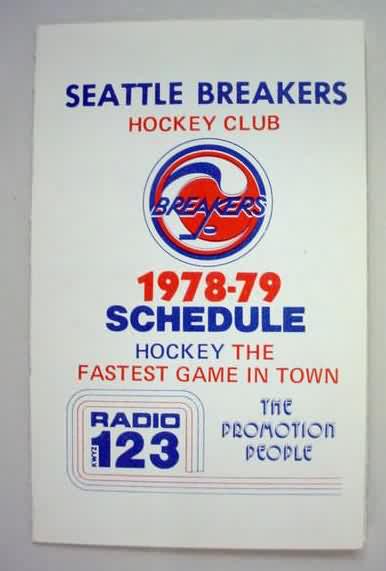 SEATTLE BREAKERS
HOCKEY CLUB
BREAKERS
1978-79
SCHEDULE
HOCKEY THE
FASTEST GAME IN TOWN
RADIO
KWYZ
123
THE
PROMOTION
PEOPLE